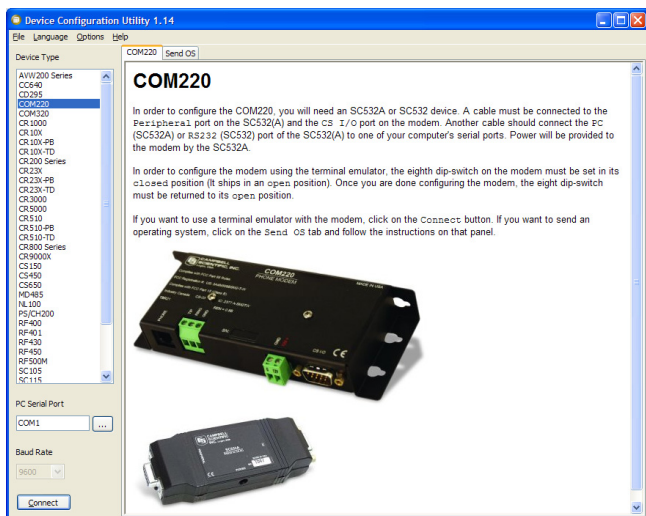 Device Configuration Utility 1.14
File Language Options Help
Device Type
AVW200 Series
CC640
CD295
COM220
COM320
CR1000
CR10X
CR10X-PB
CR10X-TD
CR200 Series
CR23X
CR23X-PB
CR23X-TD
CR3000
CR5000
CR510
CR510-PB
CR510-TD
CR800 Series
CR9000X
CS150
CS450
CS650
MD485
NL100
PS/CH200
RF400
RF401
RF430
RF450
RF500M
SC105
SC115
PC Serial Port
COM1
...
Baud Rate
9600
Connect
COM220 Send OS
COM220
In order to configure the COM220, you will need an SC532A or SC532 device. A cable must be connected to the
Peripheral port on the SC532(A) and the CS I/O port on the modem. Another cable should connect the PC
(SC532A) or RS232 (SC532) port of the SC532(A) to one of your computer's serial ports. Power will be provided to
the modem by the SC532A.
In order to configure the modem using the terminal emulator, the eighth dip-switch on the modem must be set in its
closed position (It ships in an open position). Once you are done configuring the modem, the eight dip-switch
must be returned to its open position.
If you want to use a terminal emulator with the modem, click on the Connect button. If you want to send an
operating system, click on the Send OS tab and follow the instructions on that panel.
CAMPBELL
SCIENTIFIC, INC.
COM220
PHONE MODEM
MADE IN USA
CS I/O
CE